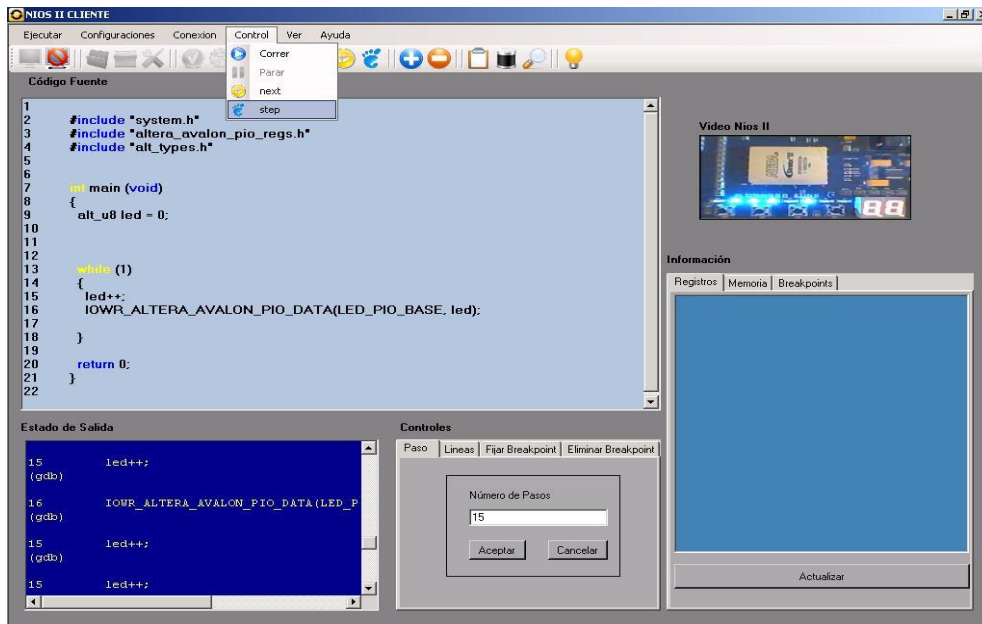 NIOS II CLIENTE
Ejecutar Configuraciones Conexion Control Ver Ayuda
Correr
Parar
next
step
Código Fuente
1
2 #include "system.h"
3 #include "altera_avalon_pio_regs.h"
4 #include "alt_types.h"
5
6
7 int main (void)
8 {
9 alt_u8 led = 0;
10
11
12
13 while (1)
14 {
15 led++;
16 IOWR_ALTERA_AVALON_PIO_DATA(LED_PIO_BASE, led);
17
18 }
19
20 return 0;
21 }
22
Video Nios II
ALTERA
88
Información
Registros Memoria Breakpoints
Actualizar
Estado de Salida
15 led++;
(gdb)
16 IOWR_ALTERA_AVALON_PIO_DATA(LED_P
(gdb)
15 led++;
(gdb)
15 led++;
Controles
Paso Lineas Fijar Breakpoint Eliminar Breakpoint
Número de Pasos
15
Aceptar Cancelar